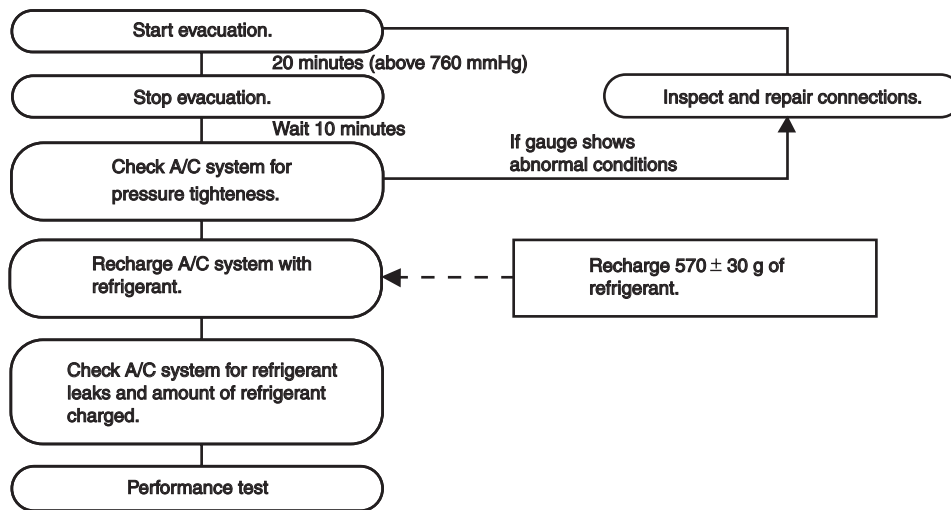 Start evacuation.
20 minutes (above 760 mmHg)
Stop evacuation.
Inspect and repair connections.
Wait 10 minutes
If gauge shows
abnormal conditions
Check A/C system for
pressure tighteness.
Recharge A/C system with
refrigerant.
Recharge 570 ± 30 g of
refrigerant.
Check A/C system for refrigerant
leaks and amount of refrigerant
charged.
Performance test